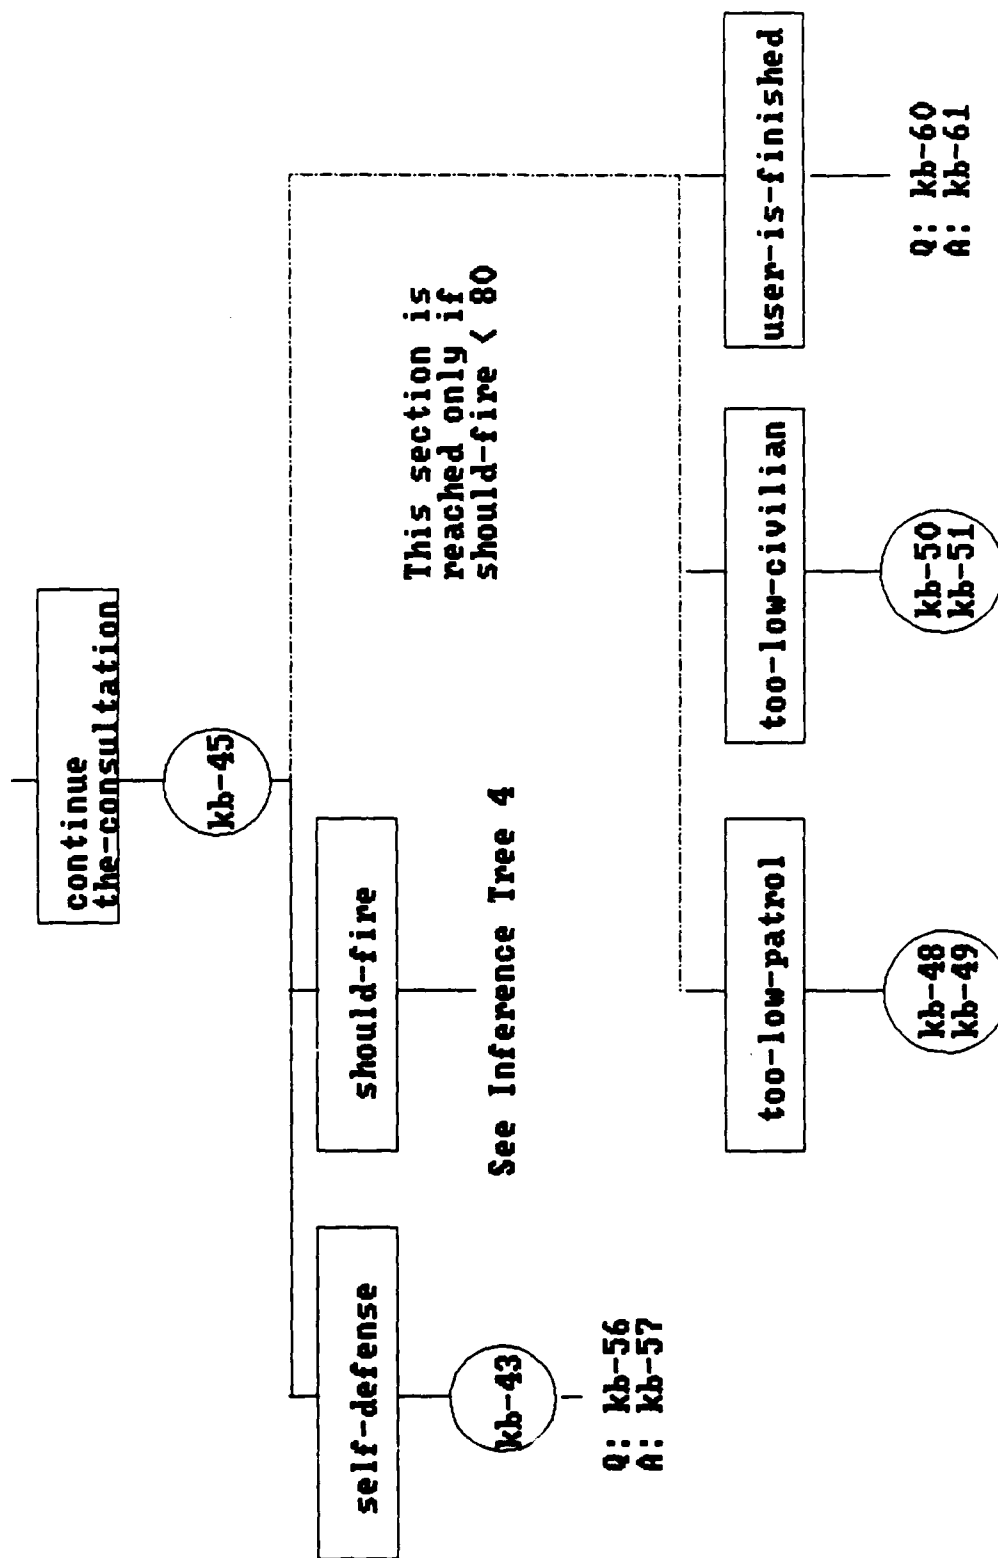 continue
the-consultation
kb-45
self-defense
should-fire
kb-43
See Inference Tree 4
This section is
reached only if
should-fire < 80
Q: kb-56
A: kb-57
too-low-patrol
too-low-civilian
user-is-finished
kb-48
kb-49
kb-50
kb-51
Q: kb-60
A: kb-61